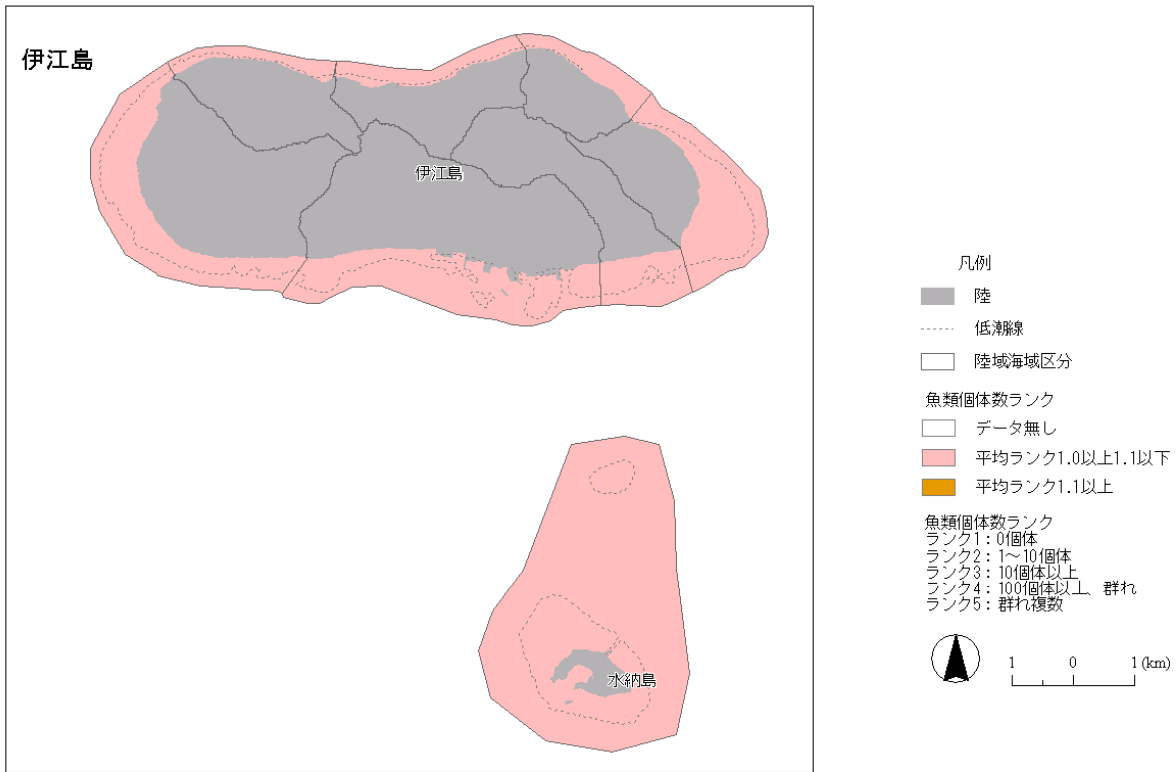 伊江島
伊江島
水納島
凡例
陸
低潮線
陸域海域区分
魚類個体数ランク
データ無し
平均ランク1.0以上1.1以下
平均ランク1.1以上
魚類個体数ランク
ランク1：0個体
ランク2：1～10個体
ランク3：10個体以上
ランク4：100個体以上、群れ
ランク5：群れ複数
1 0 1 (km)